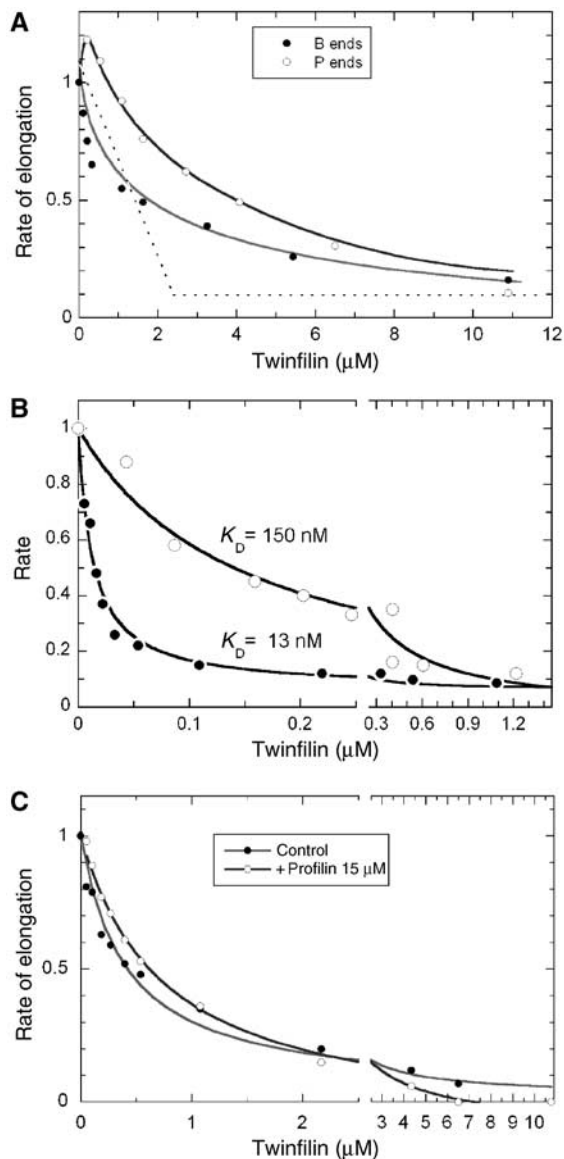 A
B ends
P ends
1
0.5
0
0 2 4 6 8 10 12
Rate of elongation
Twinfilin (μM)
B
1
0.8
0.6
0.4
0.2
0
K_D = 150 nM
K_D = 13 nM
0 0.1 0.2 0.3 0.6 0.9 1.2
Rate
Twinfilin (μM)
C
Control
+Profilin 15 μM
1
0.5
0
0 1 2 3 4 5 6 7 8 9 10
Rate of elongation
Twinfilin (μM)